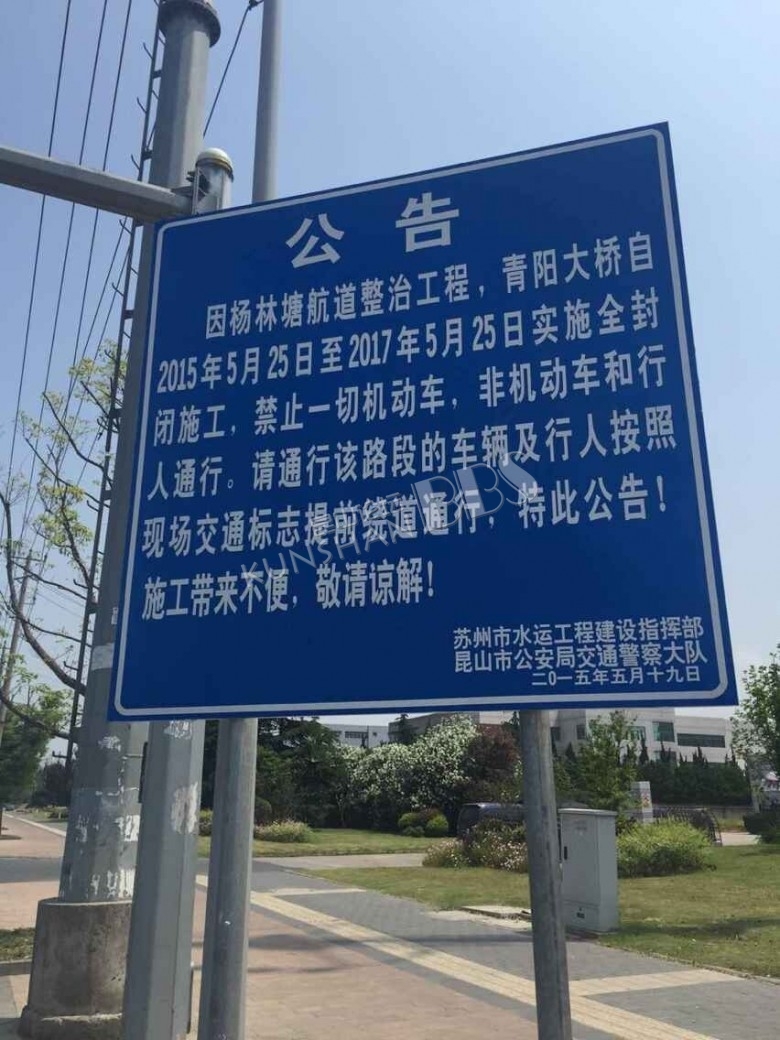 公告
因杨林塘航道整治工程，青阳大桥自
2015年5月25日至2017年5月25日实施全封
闭施工，禁止一切机动车，非机动车和行
人通行。请通行该路段的车辆及行人按照
现场交通标志提前绕道通行，特此公告！
施工带来不便，敬请谅解！
苏州市水运工程建设指挥部
昆山市公安局交通警察大队
二0一五年五月十九日
KUNSHAN BBS